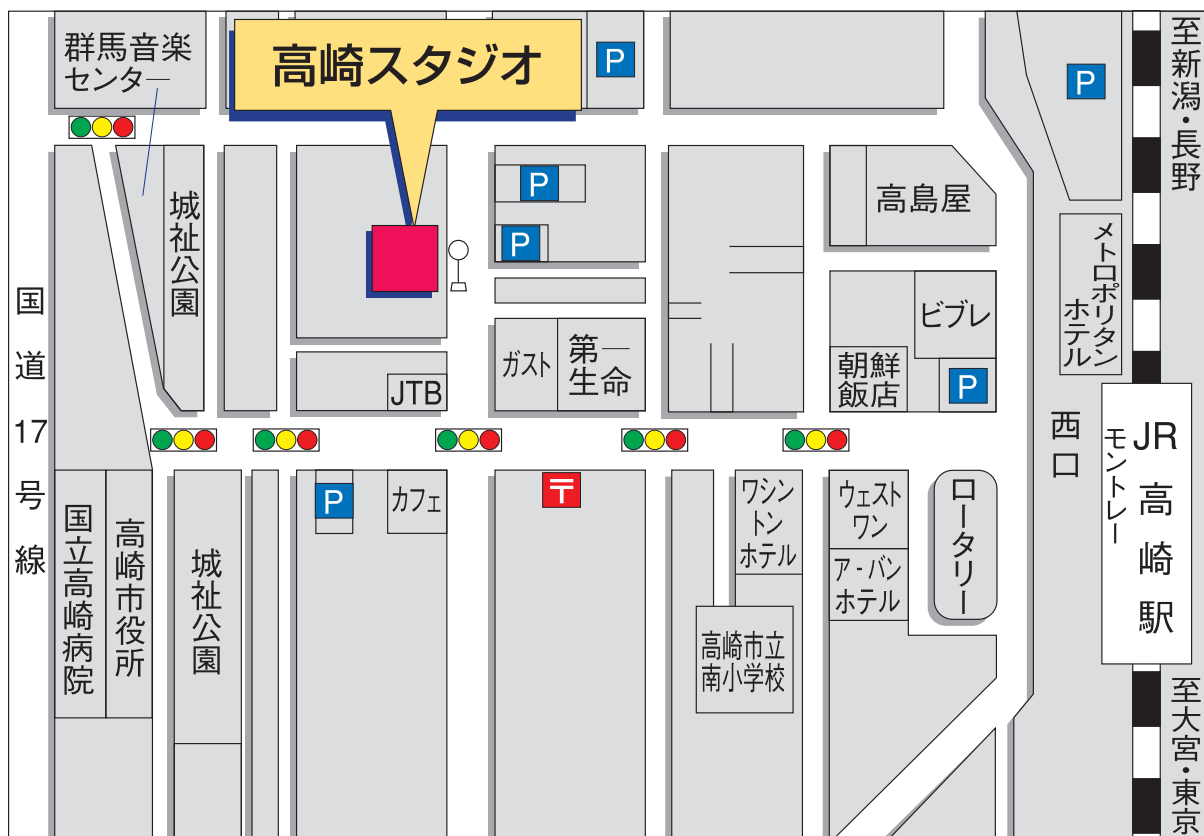 群馬音楽
センター
高崎スタジオ
P
P
至新潟・長野
城祉公園
P
P
高島屋
メトロポリタン
ホテル
国道17号線
ガスト
第一
生命
JTB
ビブレ
朝鮮
飯店
P
西口
JR高崎駅
モントレー
国立高崎病院
高崎市役所
城祉公園
P
カフェ
〒
ワシン
トン
ホテル
ウェスト
ワン
ア-バン
ホテル
ロータリー
高崎市立
南小学校
至大宮・東京